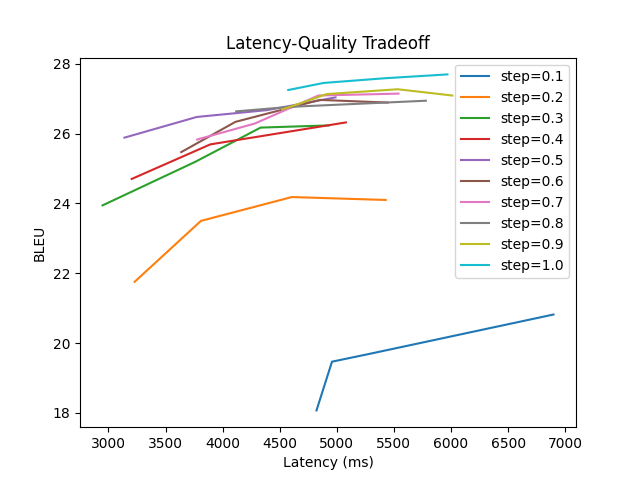 Latency-Quality Tradeoff
28
26
24
22
20
18
BLEU
step=0.1
step=0.2
step=0.3
step=0.4
step=0.5
step=0.6
step=0.7
step=0.8
step=0.9
step=1.0
3000 3500 4000 4500 5000 5500 6000 6500 7000
Latency (ms)